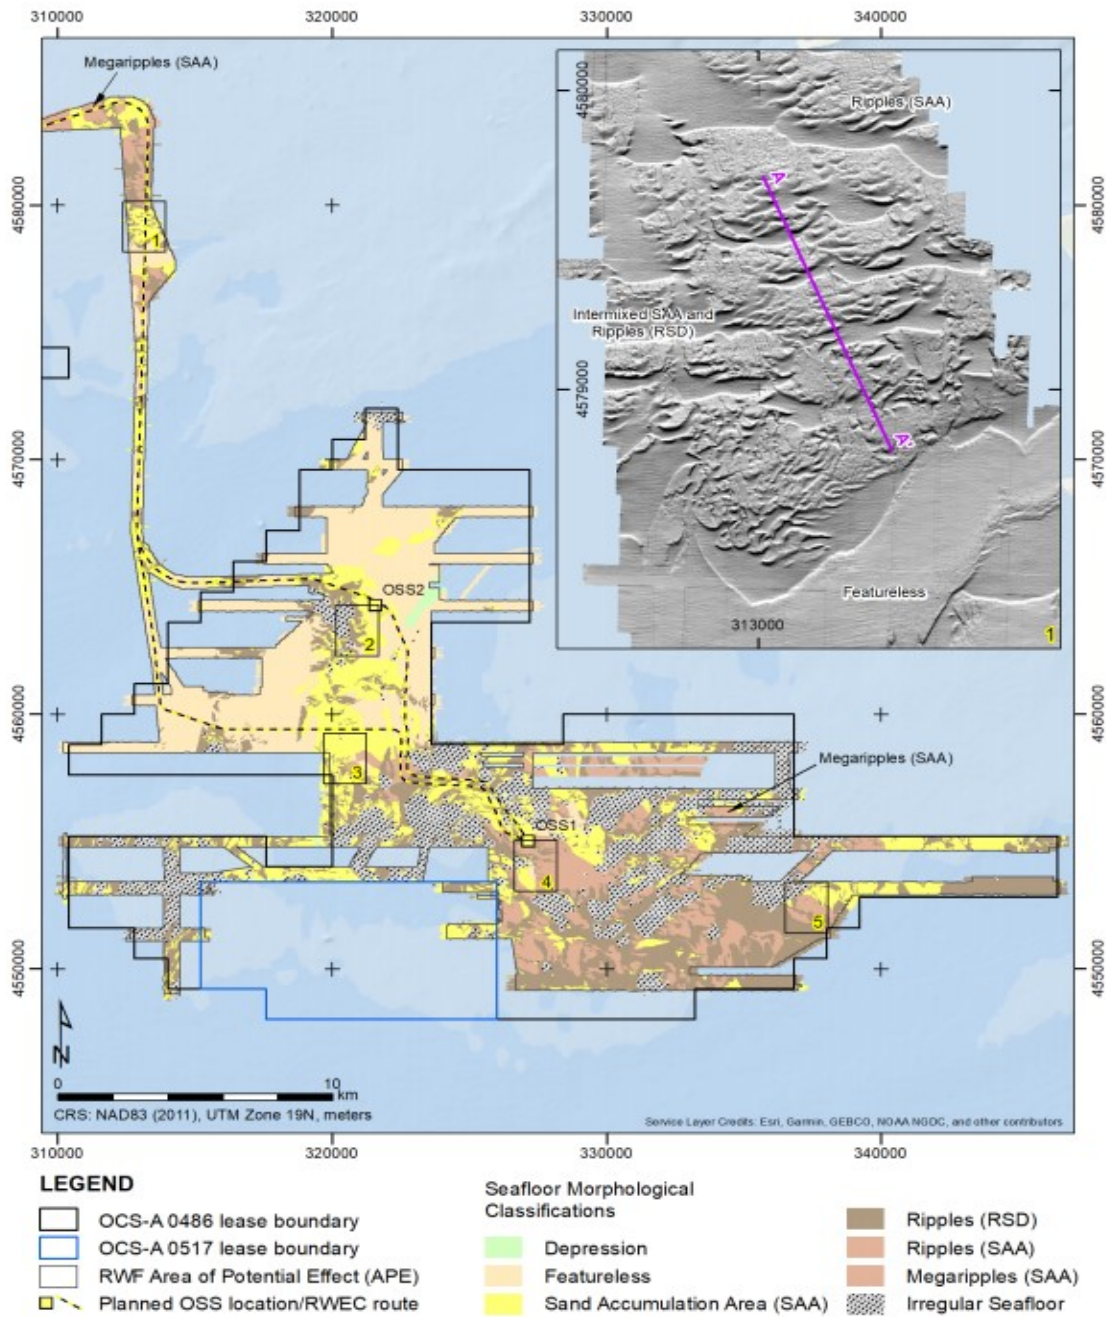 310000 320000 330000 340000
Megaripples (SAA)
4580000
Ripples (SAA)
A
4580000
4580000
1
Intermixed SAA and
Ripples (RSD)
4579000
A'
4570000
4570000
OSS2
Featureless
313000
1
2
4560000
4560000
3
Megaripples (SAA)
OSS1
4
5
4550000
4550000
N
0 10
km
CRS: NAD83 (2011), UTM Zone 19N, meters
Service Layer Credits: Esri, Garmin, GEBCO, NOAA NGDC, and other contributors
310000 320000 330000 340000
LEGEND
OCS-A 0486 lease boundary
OCS-A 0517 lease boundary
RWF Area of Potential Effect (APE)
Planned OSS location/RWEC route
Seafloor Morphological
Classifications
Depression
Featureless
Sand Accumulation Area (SAA)
Ripples (RSD)
Ripples (SAA)
Megaripples (SAA)
Irregular Seafloor